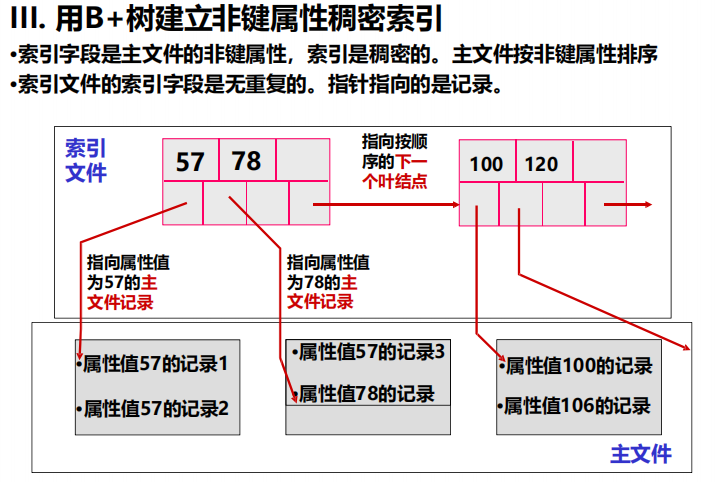 III. 用B+树建立非键属性稠密索引
•索引字段是主文件的非键属性，索引是稠密的。主文件按非键属性排序
•索引文件的索引字段是无重复的。指针指向的是记录。
索引
文件
57 78
指向按顺
序的下一
个叶结点
100 120
指向属性值
为57的主
文件记录
指向属性值
为78的主
文件记录
•属性值57的记录1
•属性值57的记录2
•属性值57的记录3
•属性值78的记录
•属性值100的记录
•属性值106的记录
主文件